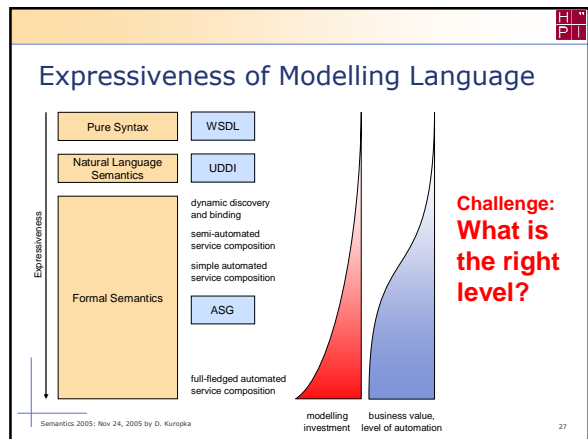 H
PI
Expressiveness of Modelling Language
Expressiveness
Pure Syntax
WSDL
Natural Language
Semantics
UDDI
Formal Semantics
dynamic discovery
and binding
semi-automated
service composition
simple automated
service composition
ASG
full-fledged automated
service composition
modelling
investment
business value,
level of automation
Challenge:
What is
the right
level?
Semantics 2005: Nov 24, 2005 by D. Kuropka
27